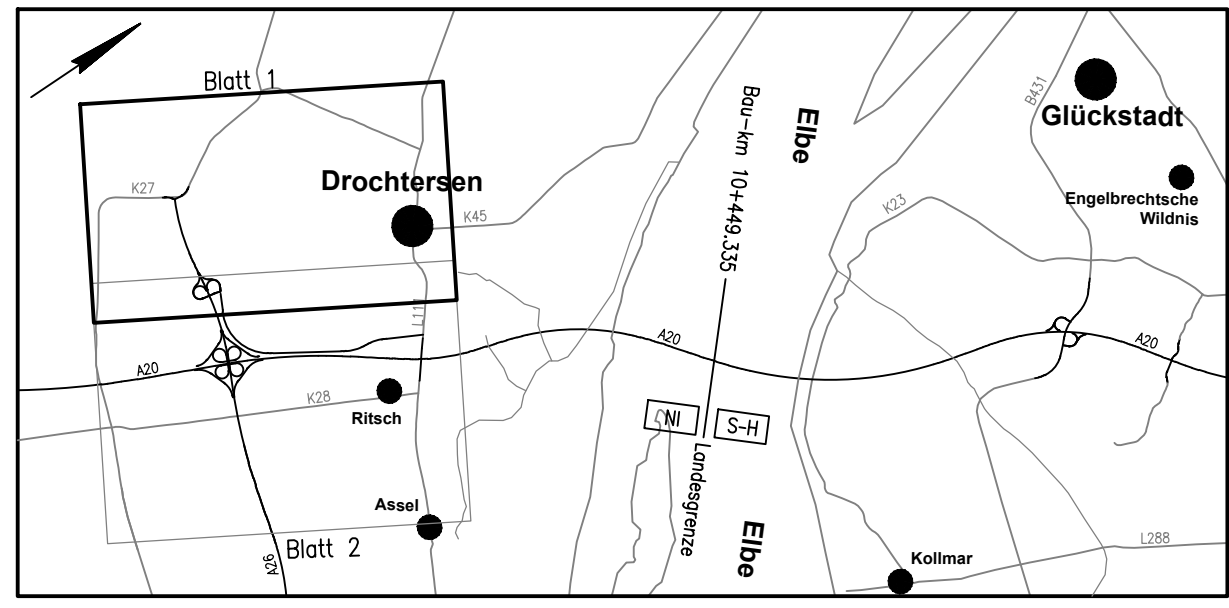 Blatt 1
B431
Glückstadt
Elbe
Bau-km 10+449.335
Drochtersen
K27
K45
K23
Engelbrechtsche
Wildnis
L111
A20
A20
A20
K28
Ritsch
NI
S-H
Landesgrenze
Assel
Blatt 2
A26
Elbe
Kollmar
L288